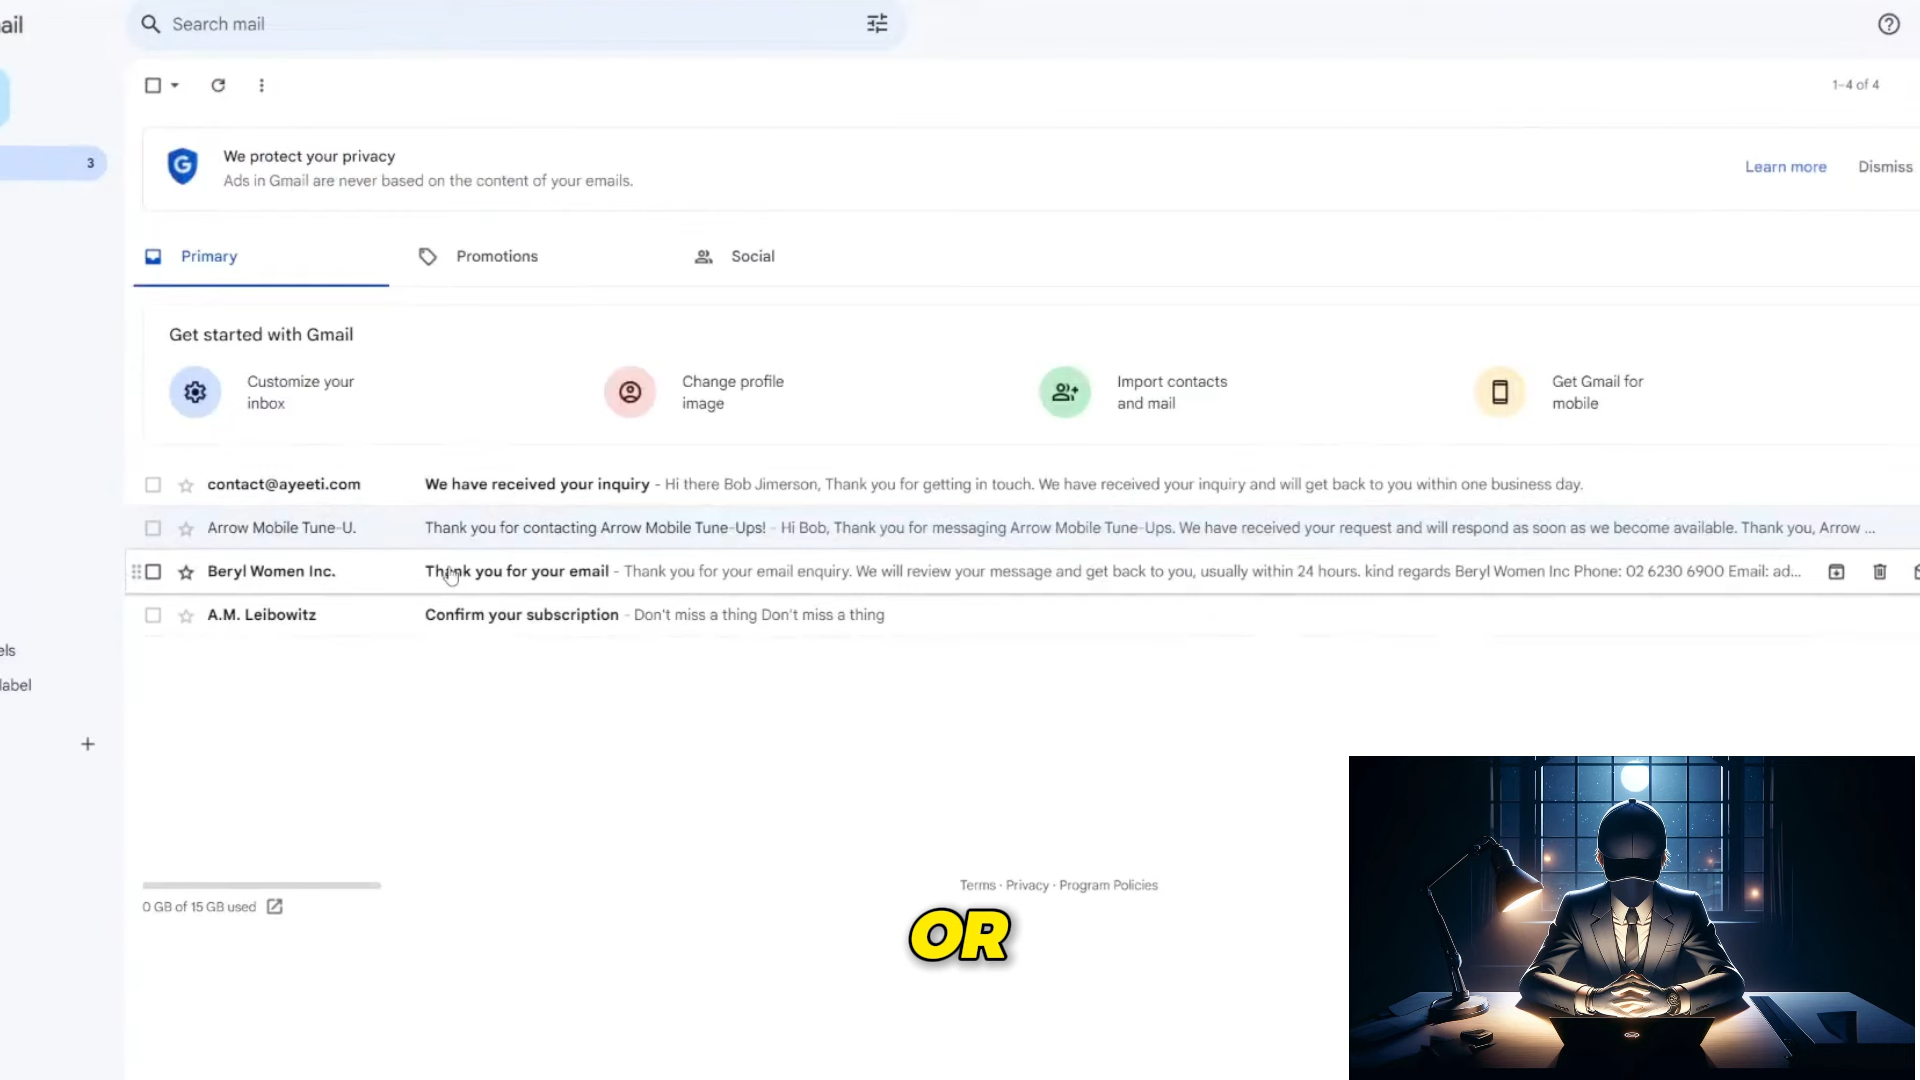 ail
Search mail
1–4 of 4
3
We protect your privacy
Ads in Gmail are never based on the content of your emails.
Learn more
Dismiss
Primary
Promotions
Social
Get started with Gmail
Customize your
inbox
Change profile
image
Import contacts
and mail
Get Gmail for
mobile
contact@ayeeti.com We have received your inquiry - Hi there Bob Jimerson, Thank you for getting in touch. We have received your inquiry and will get back to you within one business day.
Arrow Mobile Tune-U. Thank you for contacting Arrow Mobile Tune-Ups! - Hi Bob, Thank you for messaging Arrow Mobile Tune-Ups. We have received your request and will respond as soon as we become available. Thank you, Arrow ...
Beryl Women Inc. Thank you for your email - Thank you for your email enquiry. We will review your message and get back to you, usually within 24 hours. kind regards Beryl Women Inc Phone: 02 6230 6900 Email: ad...
A.M. Leibowitz Confirm your subscription - Don't miss a thing Don't miss a thing
els
label
Terms · Privacy · Program Policies
0 GB of 15 GB used
OR